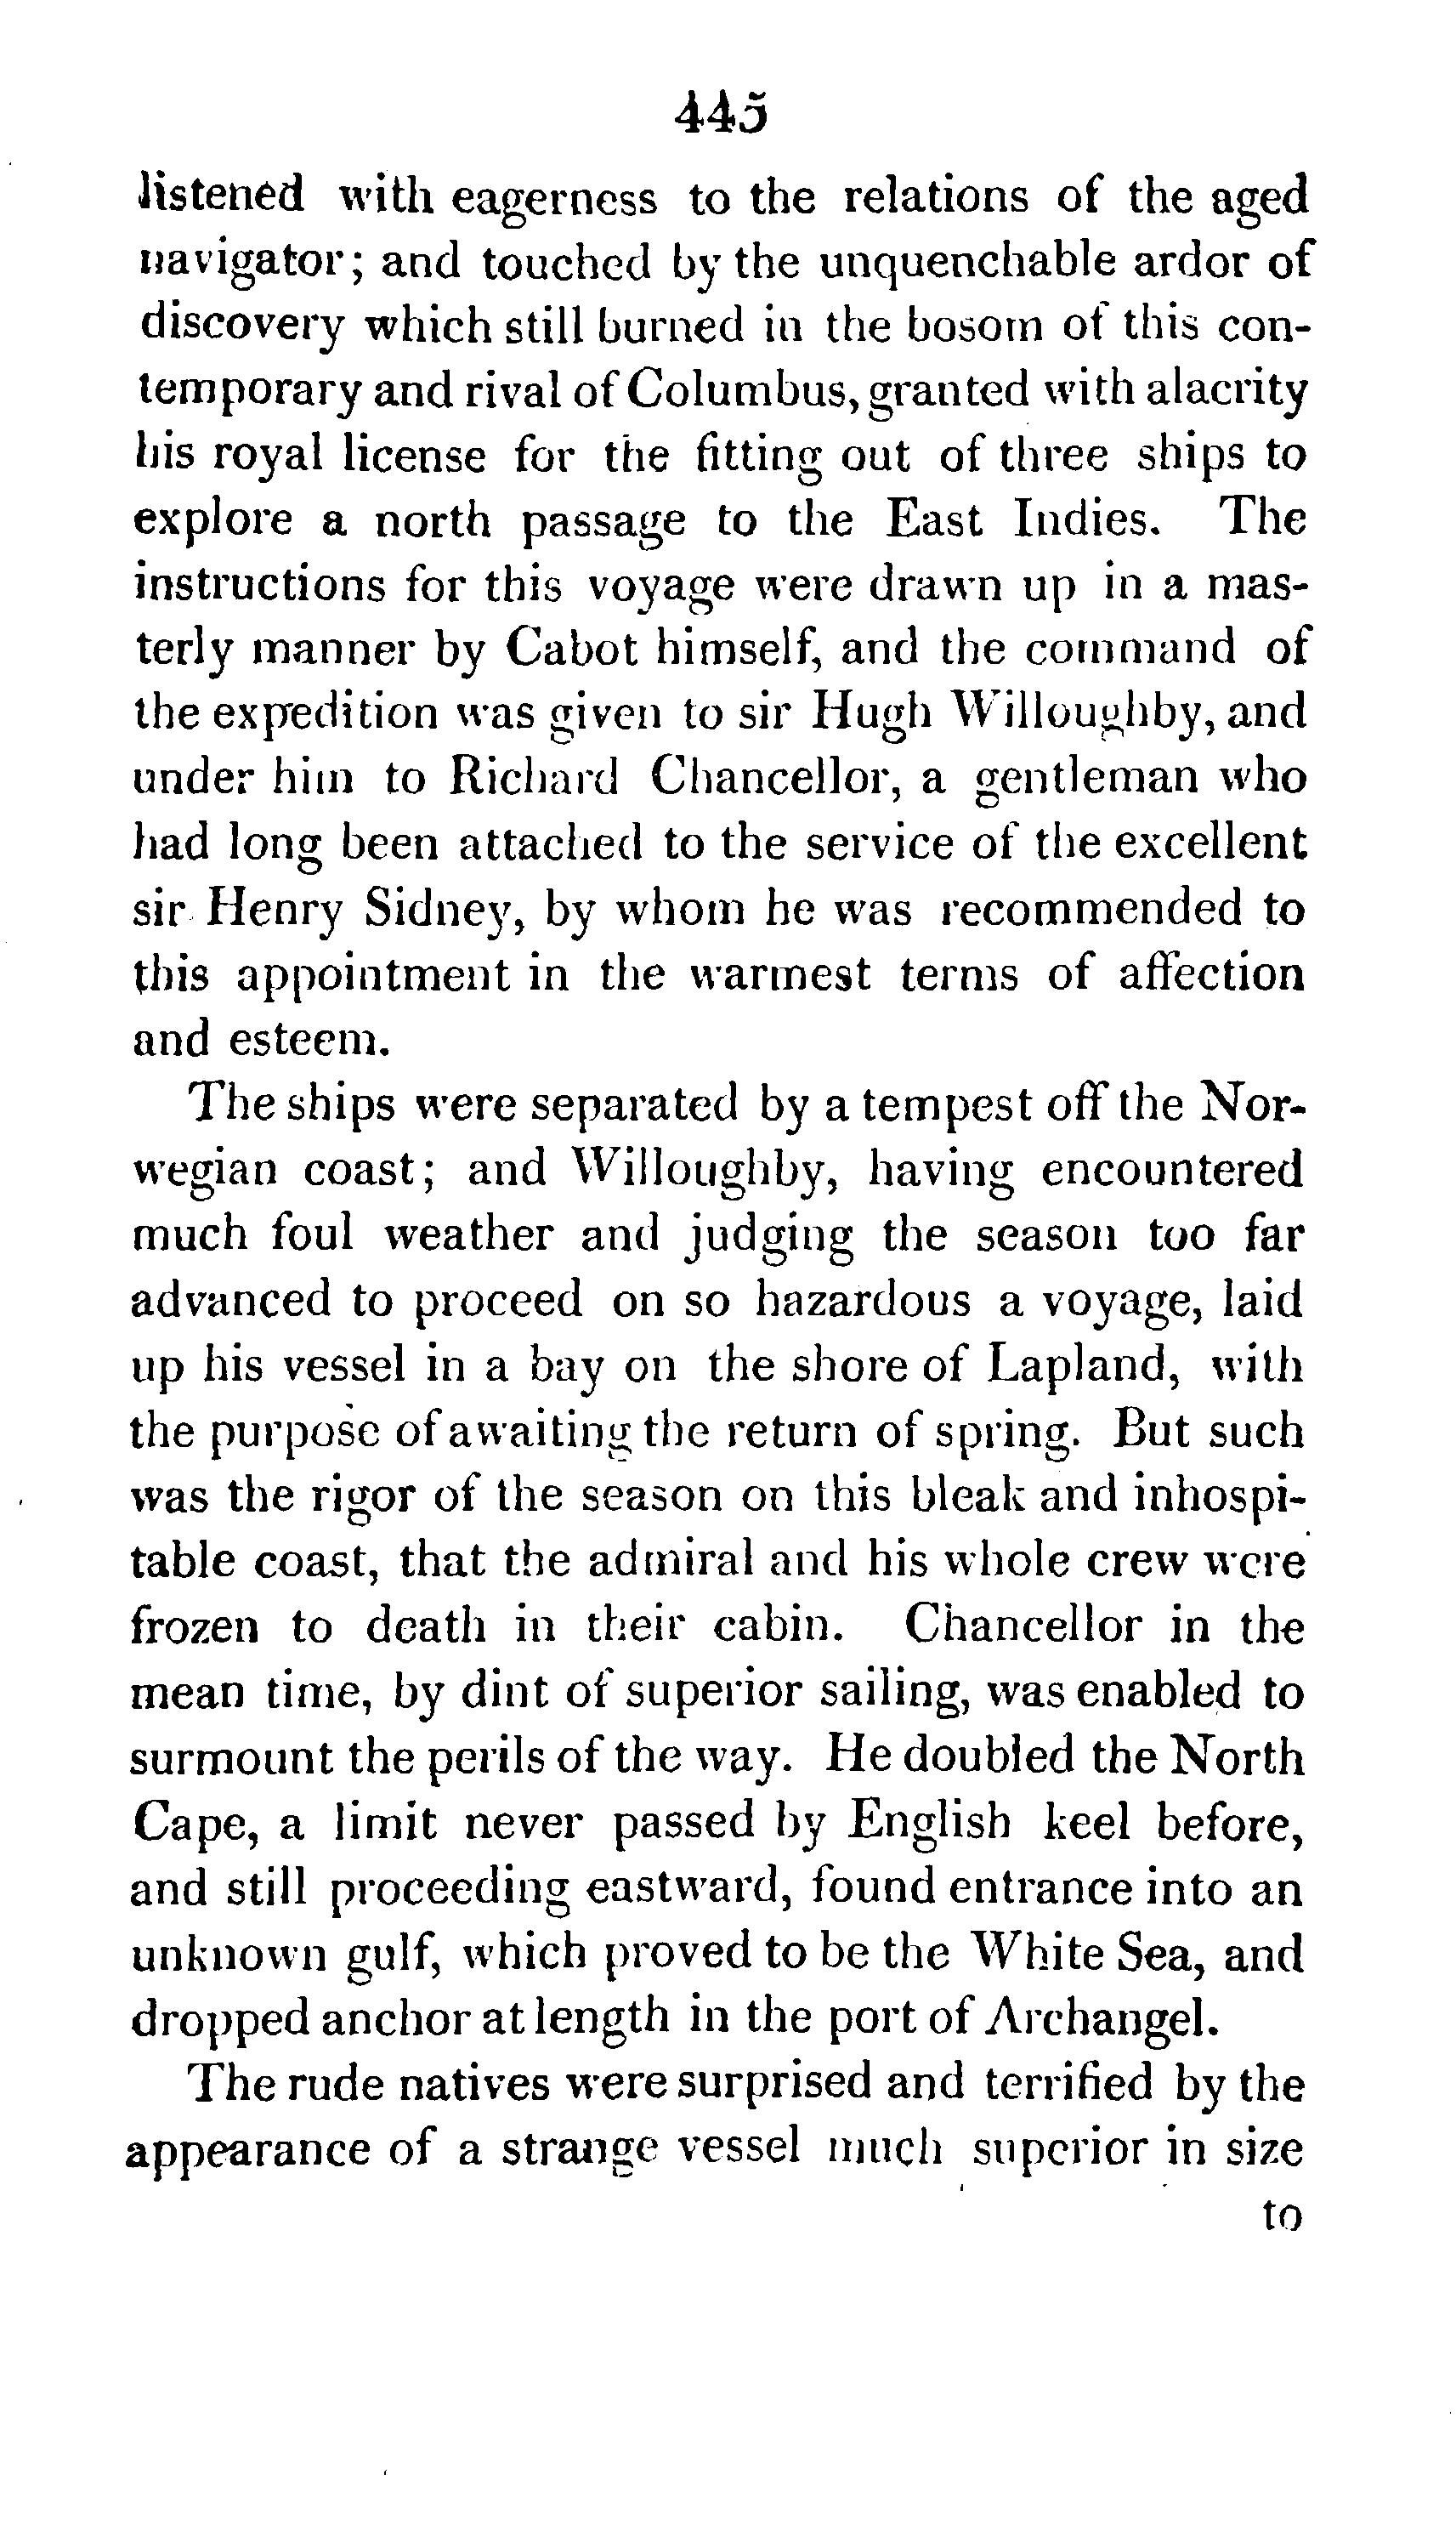 445
listened with eagerness to the relations of the aged
navigator; and touched by the unquenchable ardor of
discovery which still burned in the bosom of this con-
temporary and rival of Columbus, granted with alacrity
his royal license for the fitting out of three ships to
explore a north passage to the East Indies. The
instructions for this voyage were drawn up in a mas-
terly manner by Cabot himself, and the command of
the expedition was given to sir Hugh Willoughby, and
under him to Richard Chancellor, a gentleman who
had long been attached to the service of the excellent
sir Henry Sidney, by whom he was recommended to
this appointment in the warmest terms of affection
and esteem.
The ships were separated by a tempest off the Nor-
wegian coast; and Willoughby, having encountered
much foul weather and judging the season too far
advanced to proceed on so hazardous a voyage, laid
up his vessel in a bay on the shore of Lapland, with
the purpose of awaiting the return of spring. But such
was the rigor of the season on this bleak and inhospi-
table coast, that the admiral and his whole crew were
frozen to death in their cabin. Chancellor in the
mean time, by dint of superior sailing, was enabled to
surmount the perils of the way. He doubled the North
Cape, a limit never passed by English keel before,
and still proceeding eastward, found entrance into an
unknown gulf, which proved to be the White Sea, and
dropped anchor at length in the port of Archangel.
The rude natives were surprised and terrified by the
appearance of a strange vessel much superior in size
to